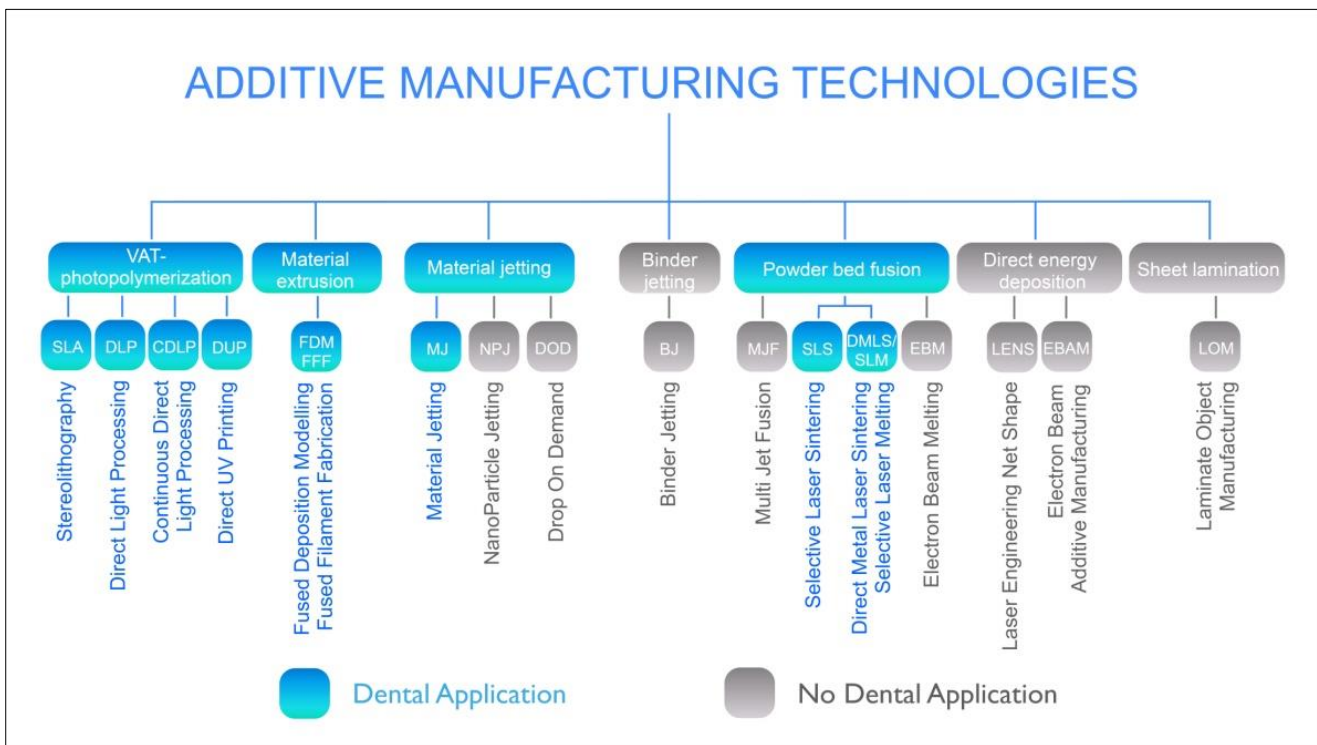 ADDITIVE MANUFACTURING TECHNOLOGIES
VAT-
photopolymerization
Material
extrusion
Material jetting
Binder
jetting
Powder bed fusion
Direct energy
deposition
Sheet lamination
SLA
DLP
CDLP
DUP
FDM
FFF
MJ
NPJ
DOD
BJ
MJF
SLS
DMLS/
SLM
EBM
LENS
EBAM
LOM
Stereolithography
Direct Light Processing
Continuous Direct
Light Processing
Direct UV Printing
Fused Deposition Modelling
Fused Filament Fabrication
Material Jetting
NanoParticle Jetting
Drop On Demand
Binder Jetting
Multi Jet Fusion
Selective Laser Sintering
Direct Metal Laser Sintering
Selective Laser Melting
Electron Beam Melting
Laser Engineering Net Shape
Electron Beam
Additive Manufacturing
Laminate Object
Manufacturing
Dental Application
No Dental Application